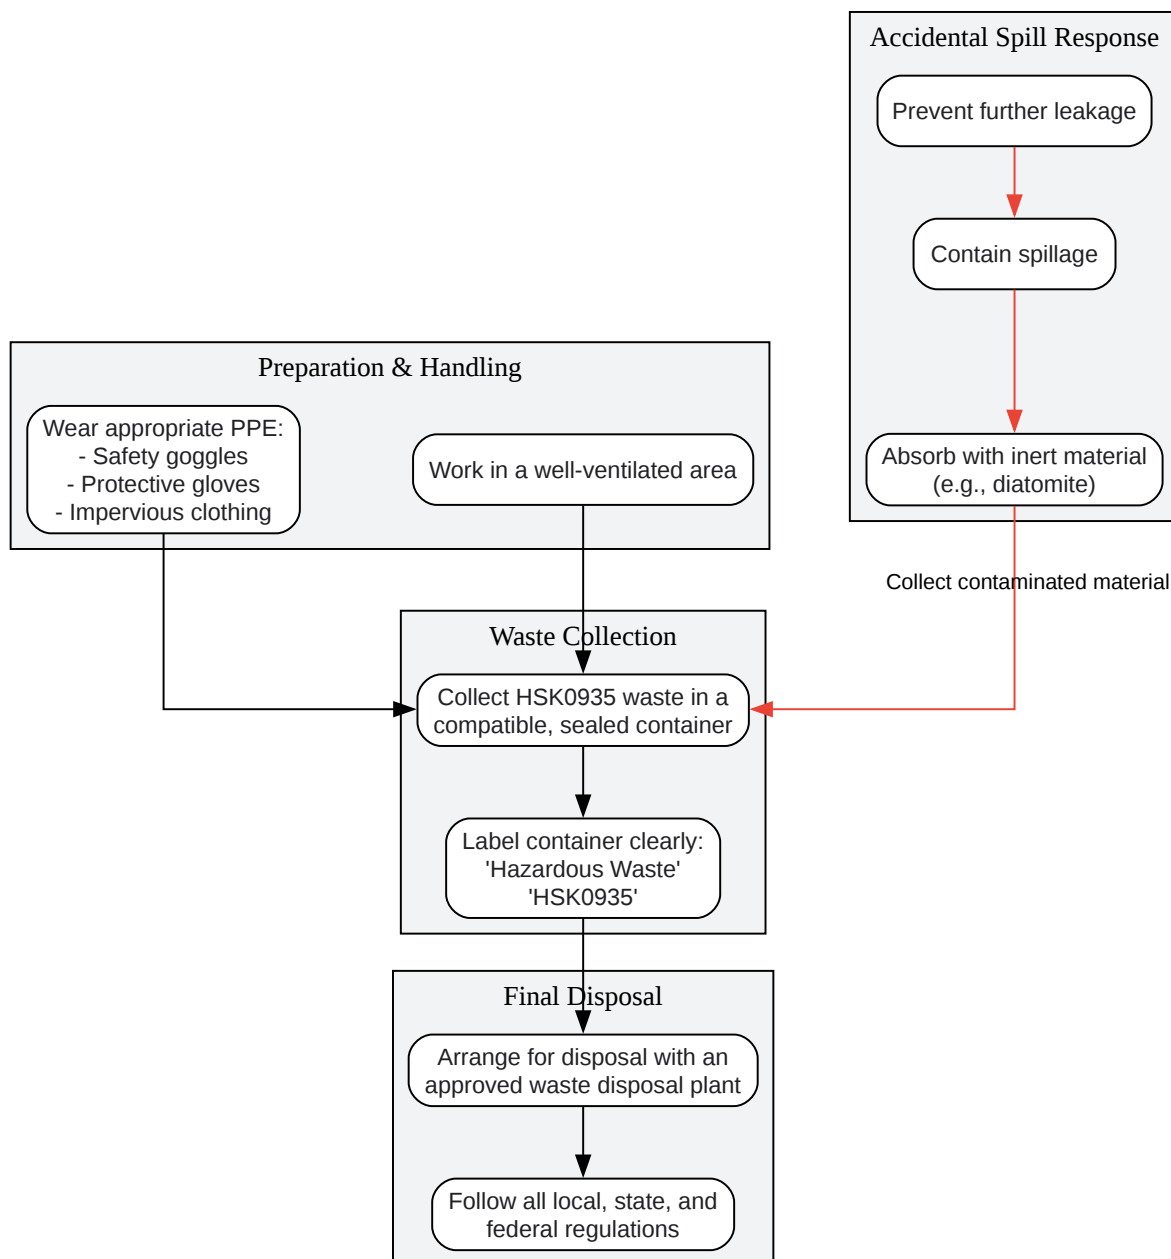 Accidental Spill Response
Prevent further leakage
Contain spillage
Absorb with inert material
(e.g., diatomite)
Collect contaminated material
Preparation & Handling
Wear appropriate PPE:
- Safety goggles
- Protective gloves
- Impervious clothing
Work in a well-ventilated area
Waste Collection
Collect HSK0935 waste in a
compatible, sealed container
Label container clearly:
'Hazardous Waste'
'HSK0935'
Final Disposal
Arrange for disposal with an
approved waste disposal plant
Follow all local, state, and
federal regulations